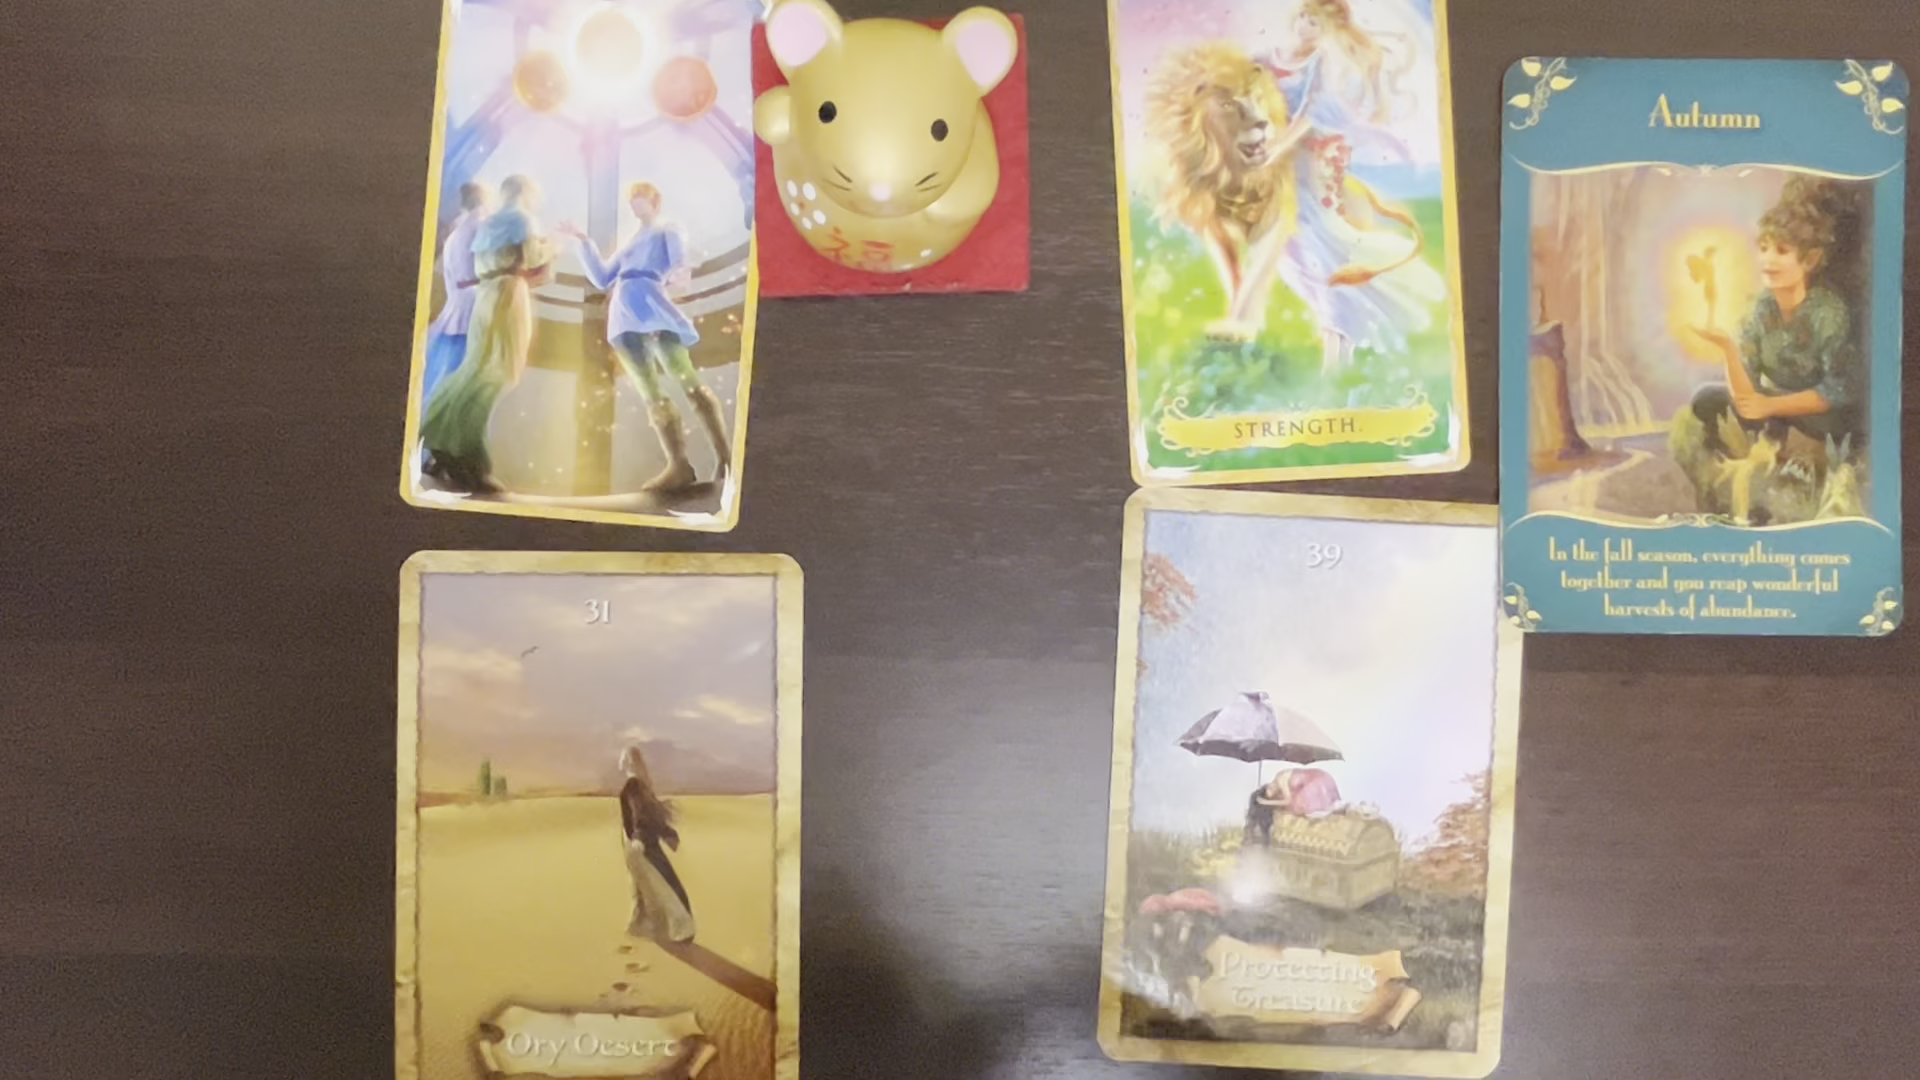 福
STRENGTH.
Autumn
In the fall season, everything comes
together and you reap wonderful
harvests of abundance.
31
Dry Desert
39
Protecting
Treasure